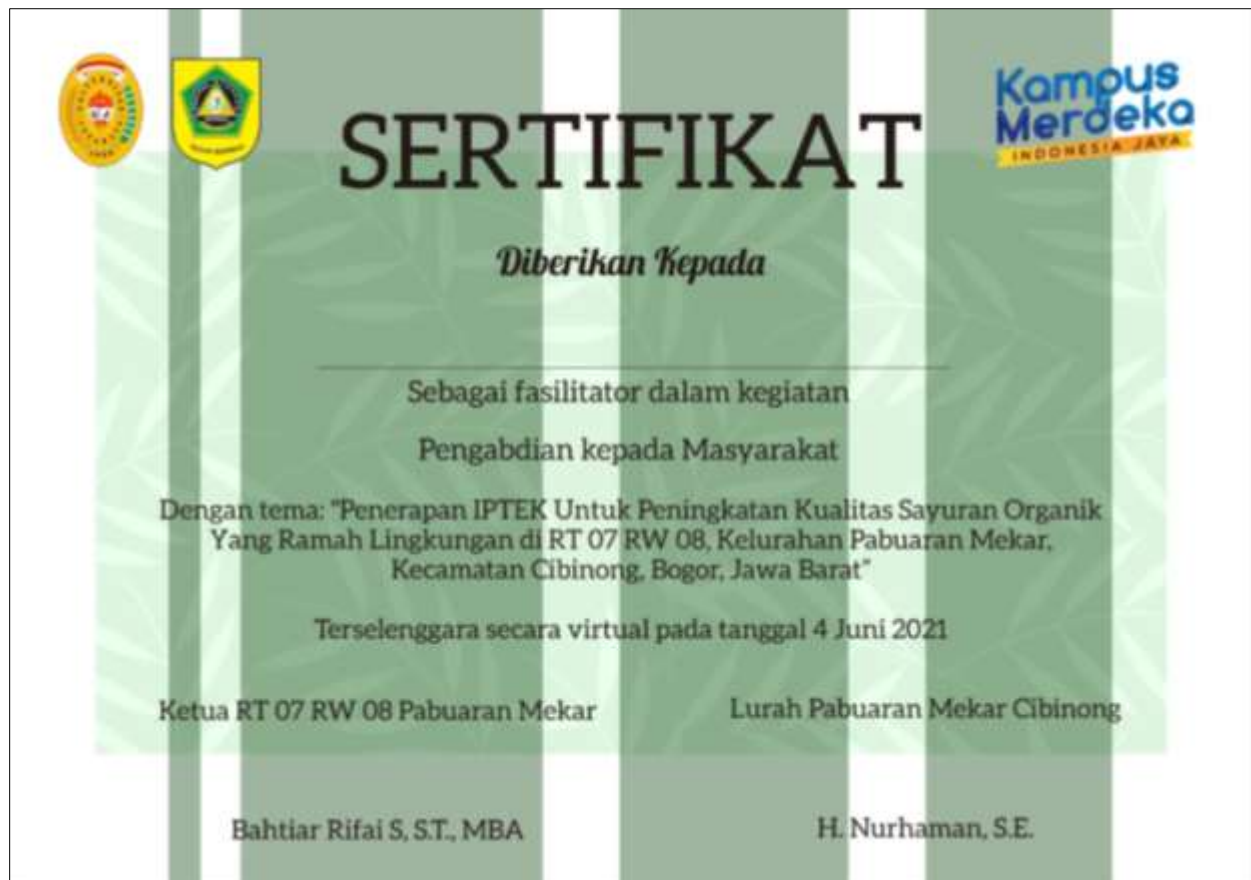 Kampus
Merdeka
INDONESIA JAYA
SERTIFIKAT
Diberikan Kepada
Sebagai fasilitator dalam kegiatan
Pengabdian kepada Masyarakat
Dengan tema: "Penerapan IPTEK Untuk Peningkatan Kualitas Sayuran Organik
Yang Ramah Lingkungan di RT 07 RW 08, Kelurahan Pabuaran Mekar,
Kecamatan Cibinong, Bogor, Jawa Barat"
Terselenggara secara virtual pada tanggal 4 Juni 2021
Ketua RT 07 RW 08 Pabuaran Mekar
Lurah Pabuaran Mekar Cibinong
Bahtiar Rifai S, S.T., MBA
H. Nurhaman, S.E.